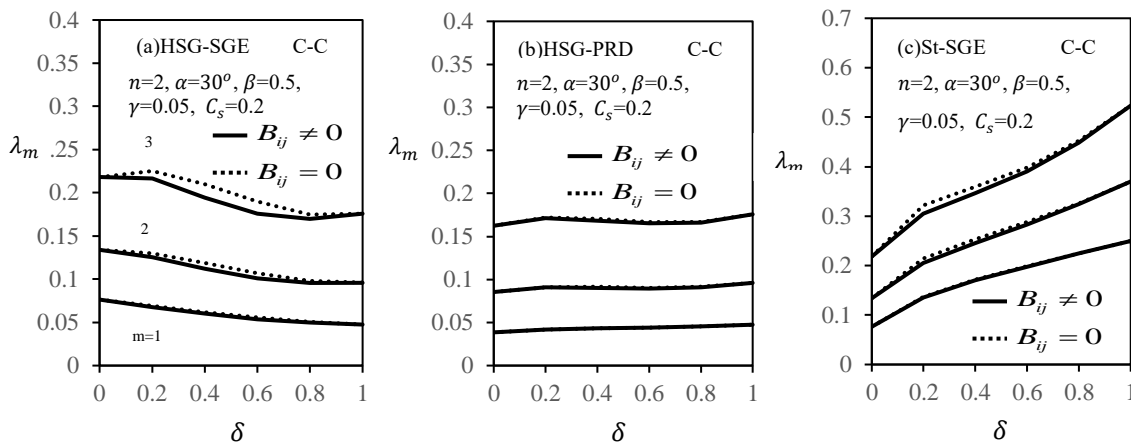 (a)HSG-SGE C-C
n=2, α=30°, β=0.5,
γ=0.05, C_s=0.2
B_ij ≠ O
B_ij = O
3
2
m=1
λ_m
0.4
0.35
0.3
0.25
0.2
0.15
0.1
0.05
0
0 0.2 0.4 0.6 0.8 1
δ
(b)HSG-PRD C-C
n=2, α=30°, β=0.5,
γ=0.05, C_s=0.2
B_ij ≠ O
B_ij = O
λ_m
0.4
0.35
0.3
0.25
0.2
0.15
0.1
0.05
0
0 0.2 0.4 0.6 0.8 1
δ
(c)St-SGE C-C
n=2, α=30°, β=0.5,
γ=0.05, C_s=0.2
B_ij ≠ O
B_ij = O
λ_m
0.7
0.6
0.5
0.4
0.3
0.2
0.1
0
0 0.2 0.4 0.6 0.8 1
δ